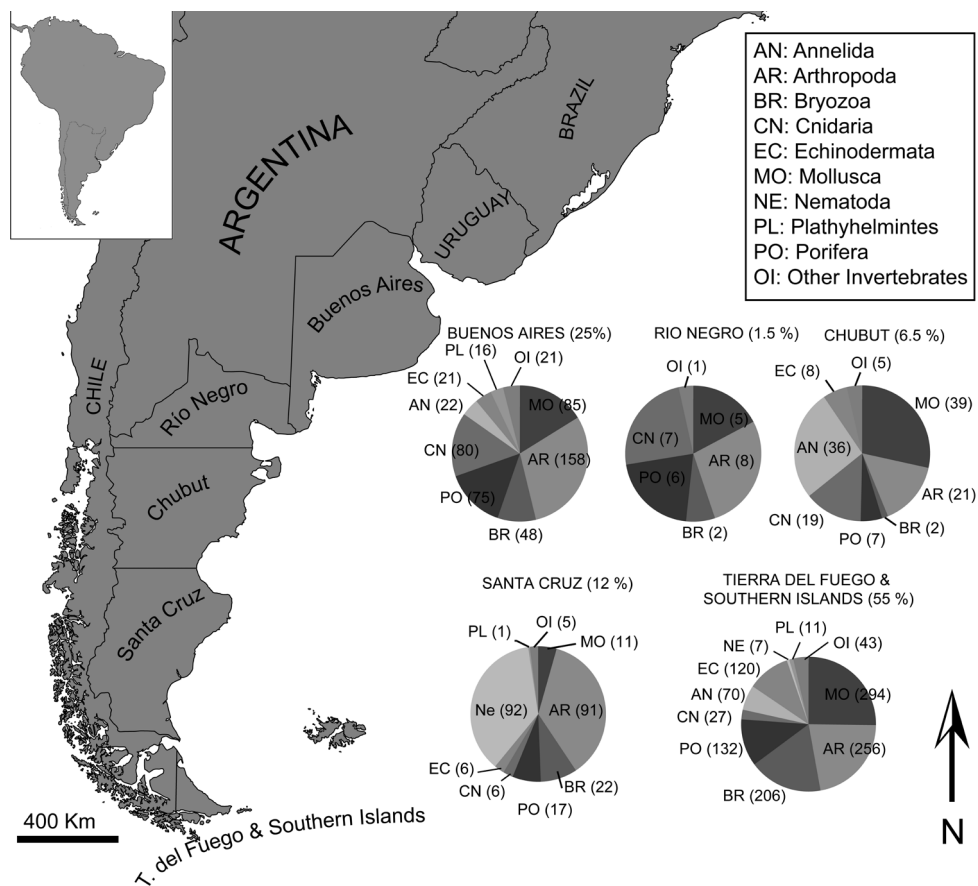 AN: Annelida
AR: Arthropoda
BR: Bryozoa
CN: Cnidaria
EC: Echinodermata
MO: Mollusca
NE: Nematoda
PL: Plathyhelmintes
PO: Porifera
OI: Other Invertebrates
BRAZIL
ARGENTINA
URUGUAY
Buenos Aires
CHILE
Rio Negro
Chubut
Santa Cruz
T. del Fuego & Southern Islands
400 Km
N
BUENOS AIRES (25%)
PL (16)
OI (21)
EC (21)
AN (22)
MO (85)
CN (80)
AR (158)
PO (75)
BR (48)
RIO NEGRO (1.5 %)
OI (1)
MO (5)
CN (7)
AR (8)
PO (6)
BR (2)
CHUBUT (6.5 %)
OI (5)
EC (8)
MO (39)
AN (36)
AR (21)
CN (19)
BR (2)
PO (7)
SANTA CRUZ (12 %)
OI (5)
PL (1)
MO (11)
Ne (92)
AR (91)
EC (6)
CN (6)
BR (22)
PO (17)
TIERRA DEL FUEGO &
SOUTHERN ISLANDS (55 %)
PL (11)
NE (7)
OI (43)
EC (120)
AN (70)
MO (294)
CN (27)
PO (132)
AR (256)
BR (206)